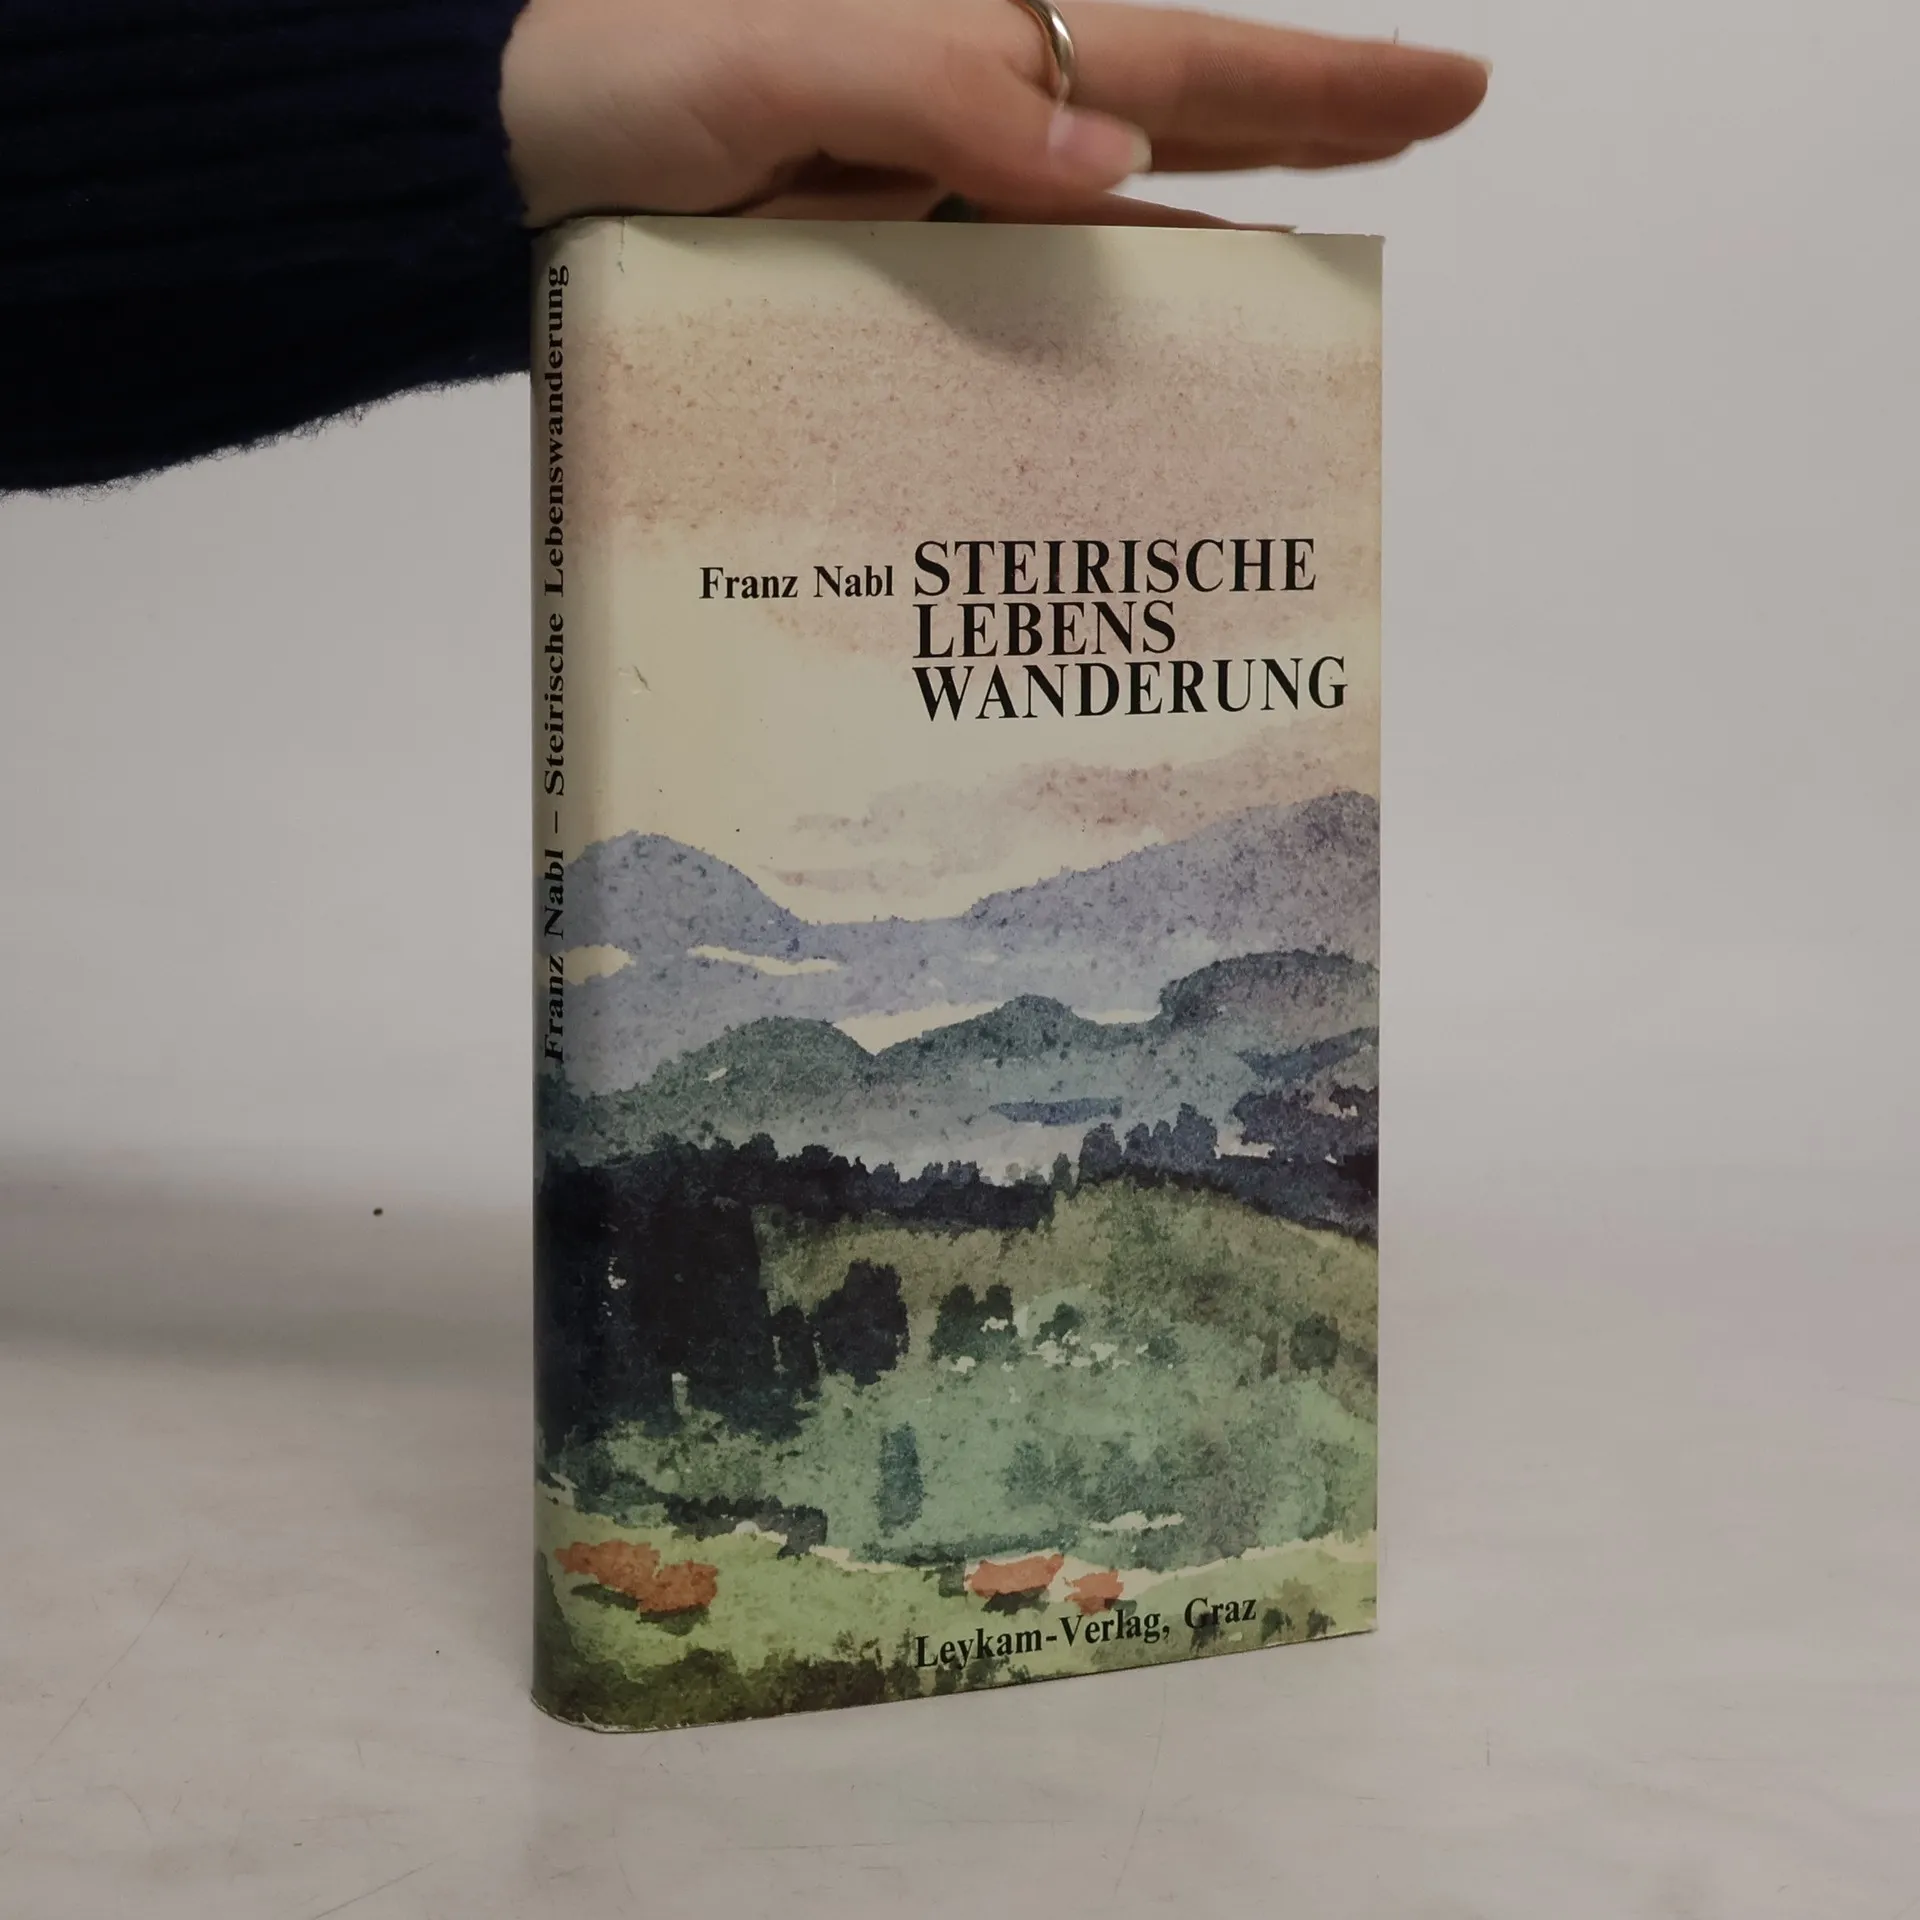 Franz Nabl – Steirische Lebenswanderung
Franz Nabl STEIRISCHE
LEBENS
WANDERUNG
Leykam-Verlag, Graz